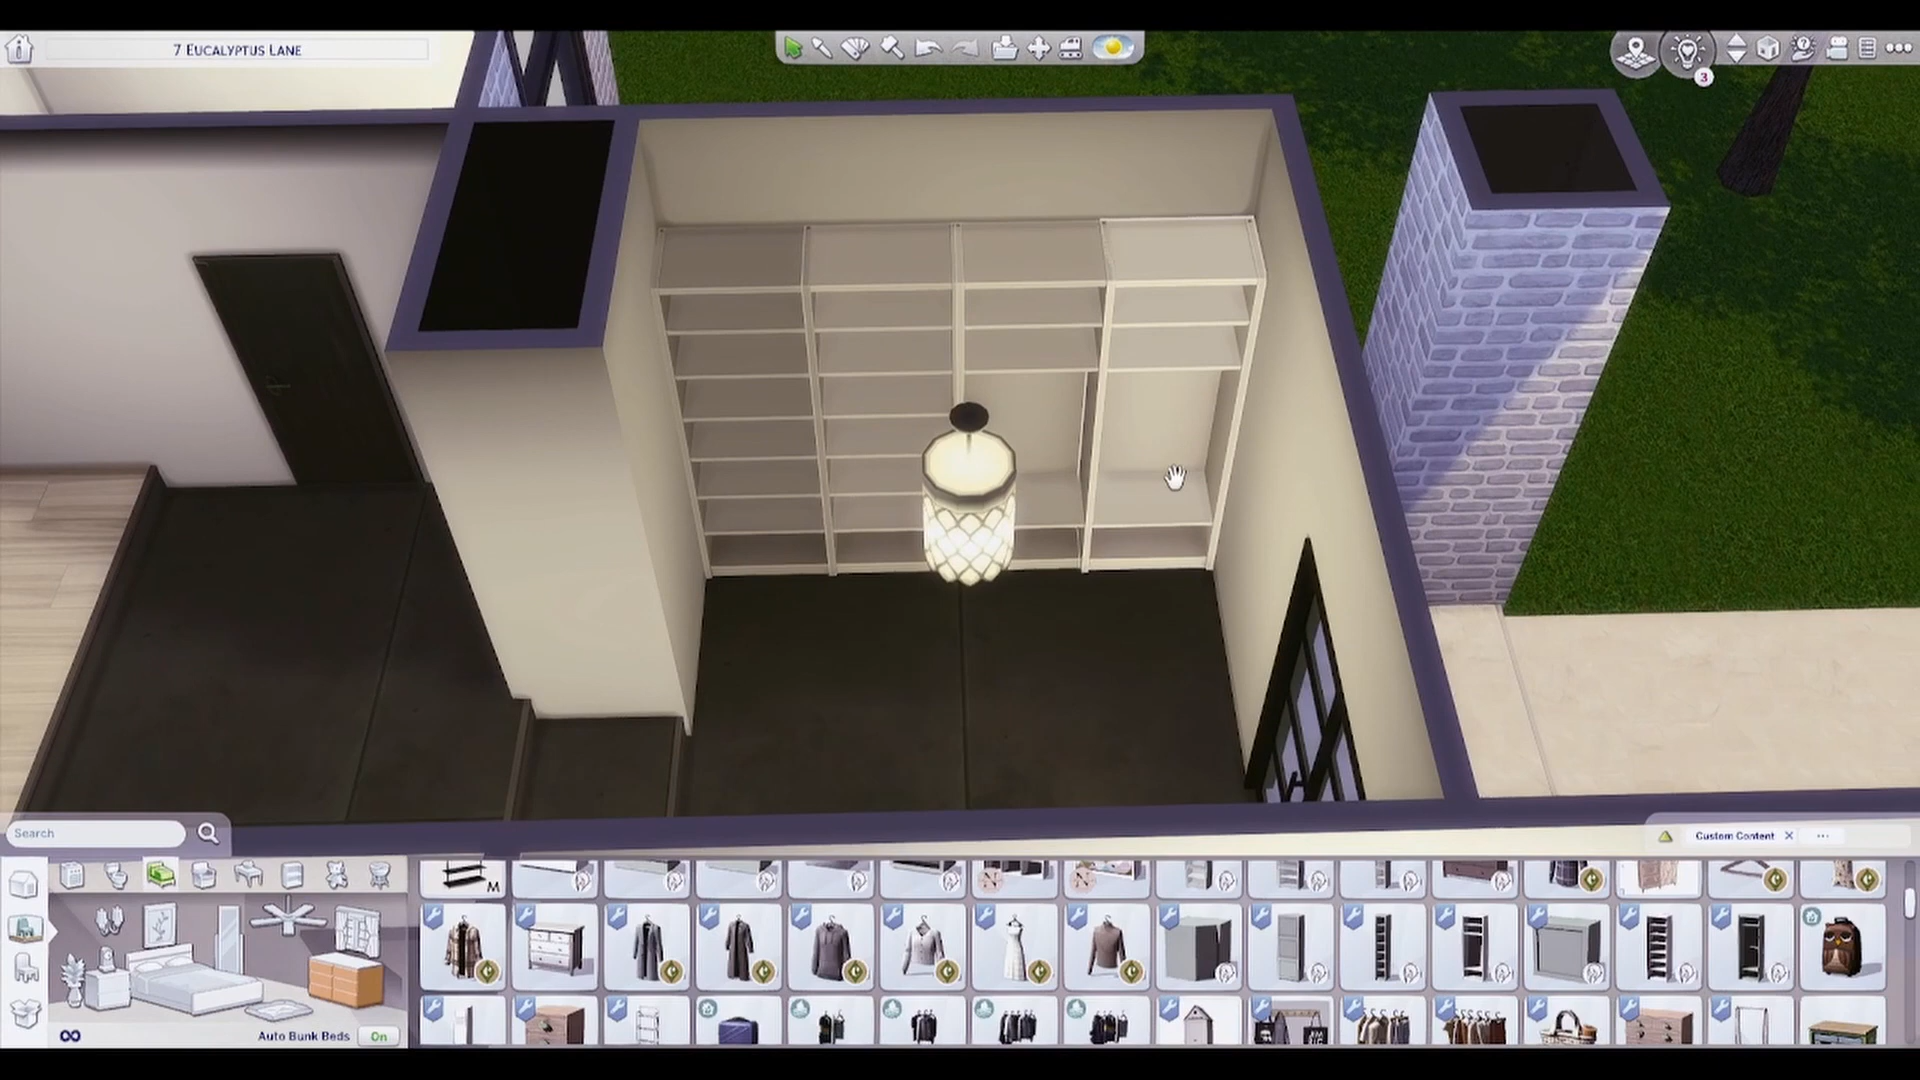 7 EUCALYPTUS LANE
3
Search
Custom Content
M
Auto Bunk Beds
On